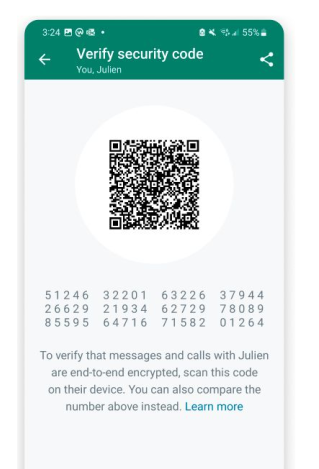 3:24 55%
Verify security code
You, Julien
51246 32201 63226 37944
26629 21934 62729 78089
85595 64716 71582 01264
To verify that messages and calls with Julien
are end-to-end encrypted, scan this code
on their device. You can also compare the
number above instead. Learn more